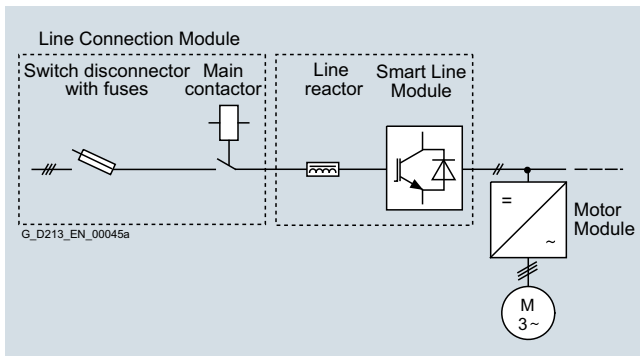 Line Connection Module
Switch disconnector
with fuses
Main
contactor
Line
reactor
Smart Line
Module
G_D213_EN_00045a
=
~
Motor
Module
M
3~